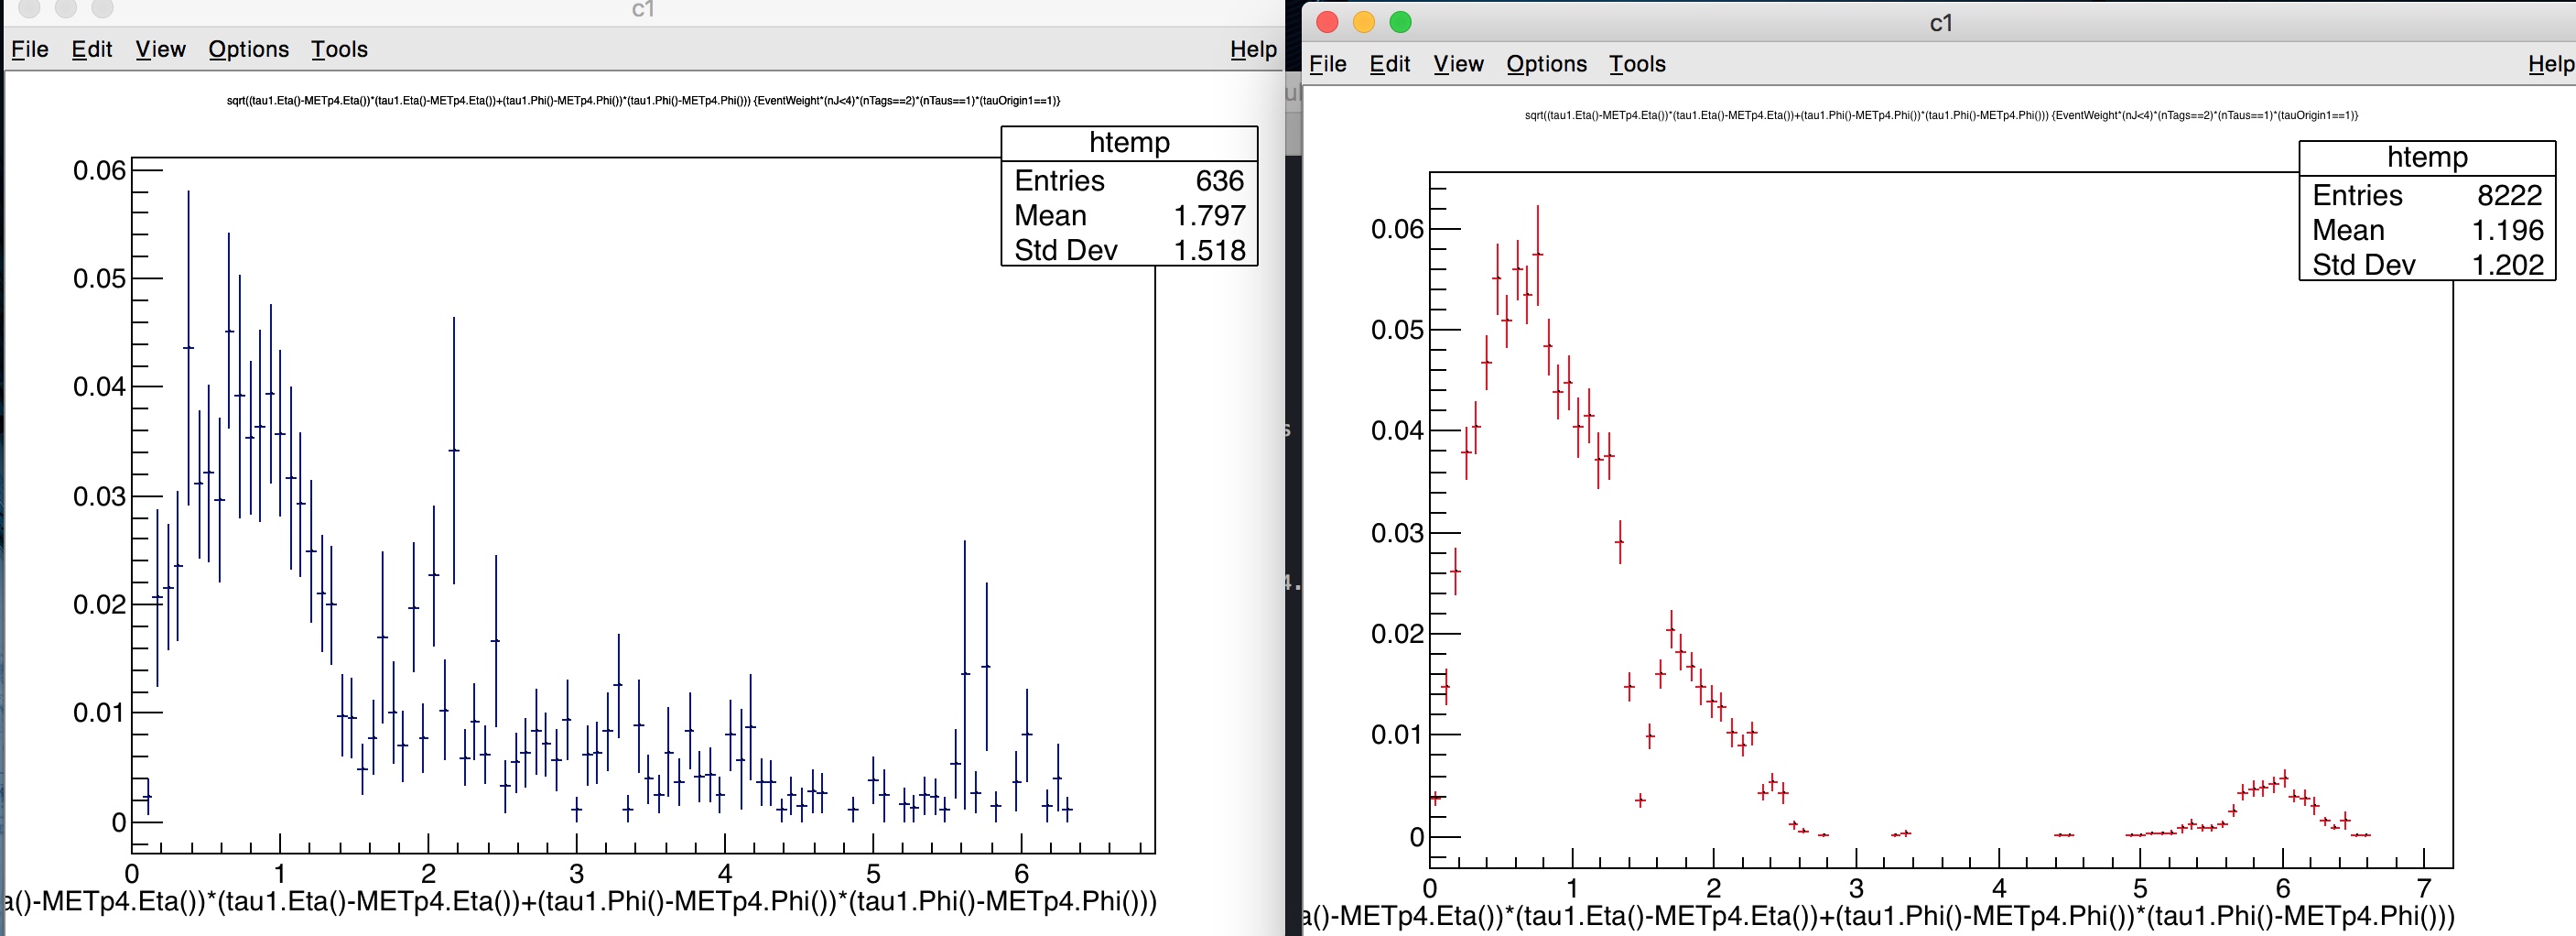 c1
File Edit View Options Tools Help
sqrt((tau1.Eta()-METp4.Eta())*(tau1.Eta()-METp4.Eta())+(tau1.Phi()-METp4.Phi())*(tau1.Phi()-METp4.Phi())) {EventWeight*(nJ<4)*(nTags==2)*(nTaus==1)*(tauOrigin1==1)}
htemp
Entries 636
Mean 1.797
Std Dev 1.518
0.06
0.05
0.04
0.03
0.02
0.01
0
0 1 2 3 4 5 6
a()-METp4.Eta())*(tau1.Eta()-METp4.Eta())+(tau1.Phi()-METp4.Phi())*(tau1.Phi()-METp4.Phi()))
c1
File Edit View Options Tools Help
sqrt((tau1.Eta()-METp4.Eta())*(tau1.Eta()-METp4.Eta())+(tau1.Phi()-METp4.Phi())*(tau1.Phi()-METp4.Phi())) {EventWeight*(nJ<4)*(nTags==2)*(nTaus==1)*(tauOrigin1==1)}
htemp
Entries 8222
Mean 1.196
Std Dev 1.202
0.06
0.05
0.04
0.03
0.02
0.01
0
0 1 2 3 4 5 6 7
a()-METp4.Eta())*(tau1.Eta()-METp4.Eta())+(tau1.Phi()-METp4.Phi())*(tau1.Phi()-METp4.Phi()))